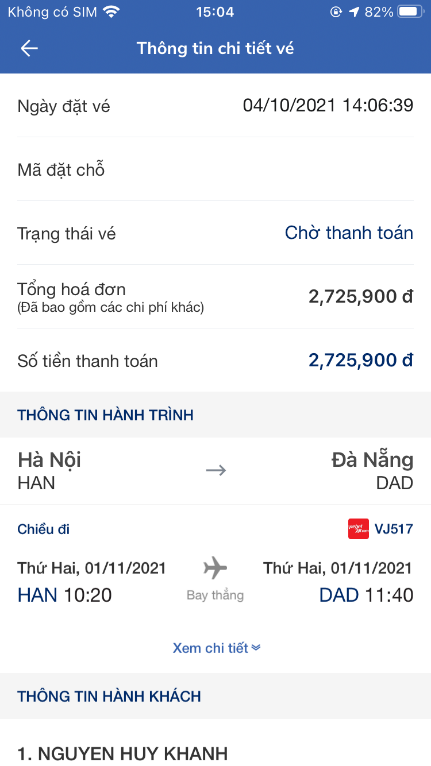 Không có SIM 15:04 82%
Thông tin chi tiết vé
Ngày đặt vé 04/10/2021 14:06:39
Mã đặt chỗ
Trạng thái vé Chờ thanh toán
Tổng hoá đơn
(Đã bao gồm các chi phí khác) 2,725,900 đ
Số tiền thanh toán 2,725,900 đ
THÔNG TIN HÀNH TRÌNH
Hà Nội Đà Nẵng
HAN DAD
Chiều đi VJ517
Thứ Hai, 01/11/2021 Thứ Hai, 01/11/2021
HAN 10:20 Bay thẳng DAD 11:40
Xem chi tiết
THÔNG TIN HÀNH KHÁCH
1. NGUYEN HUY KHANH